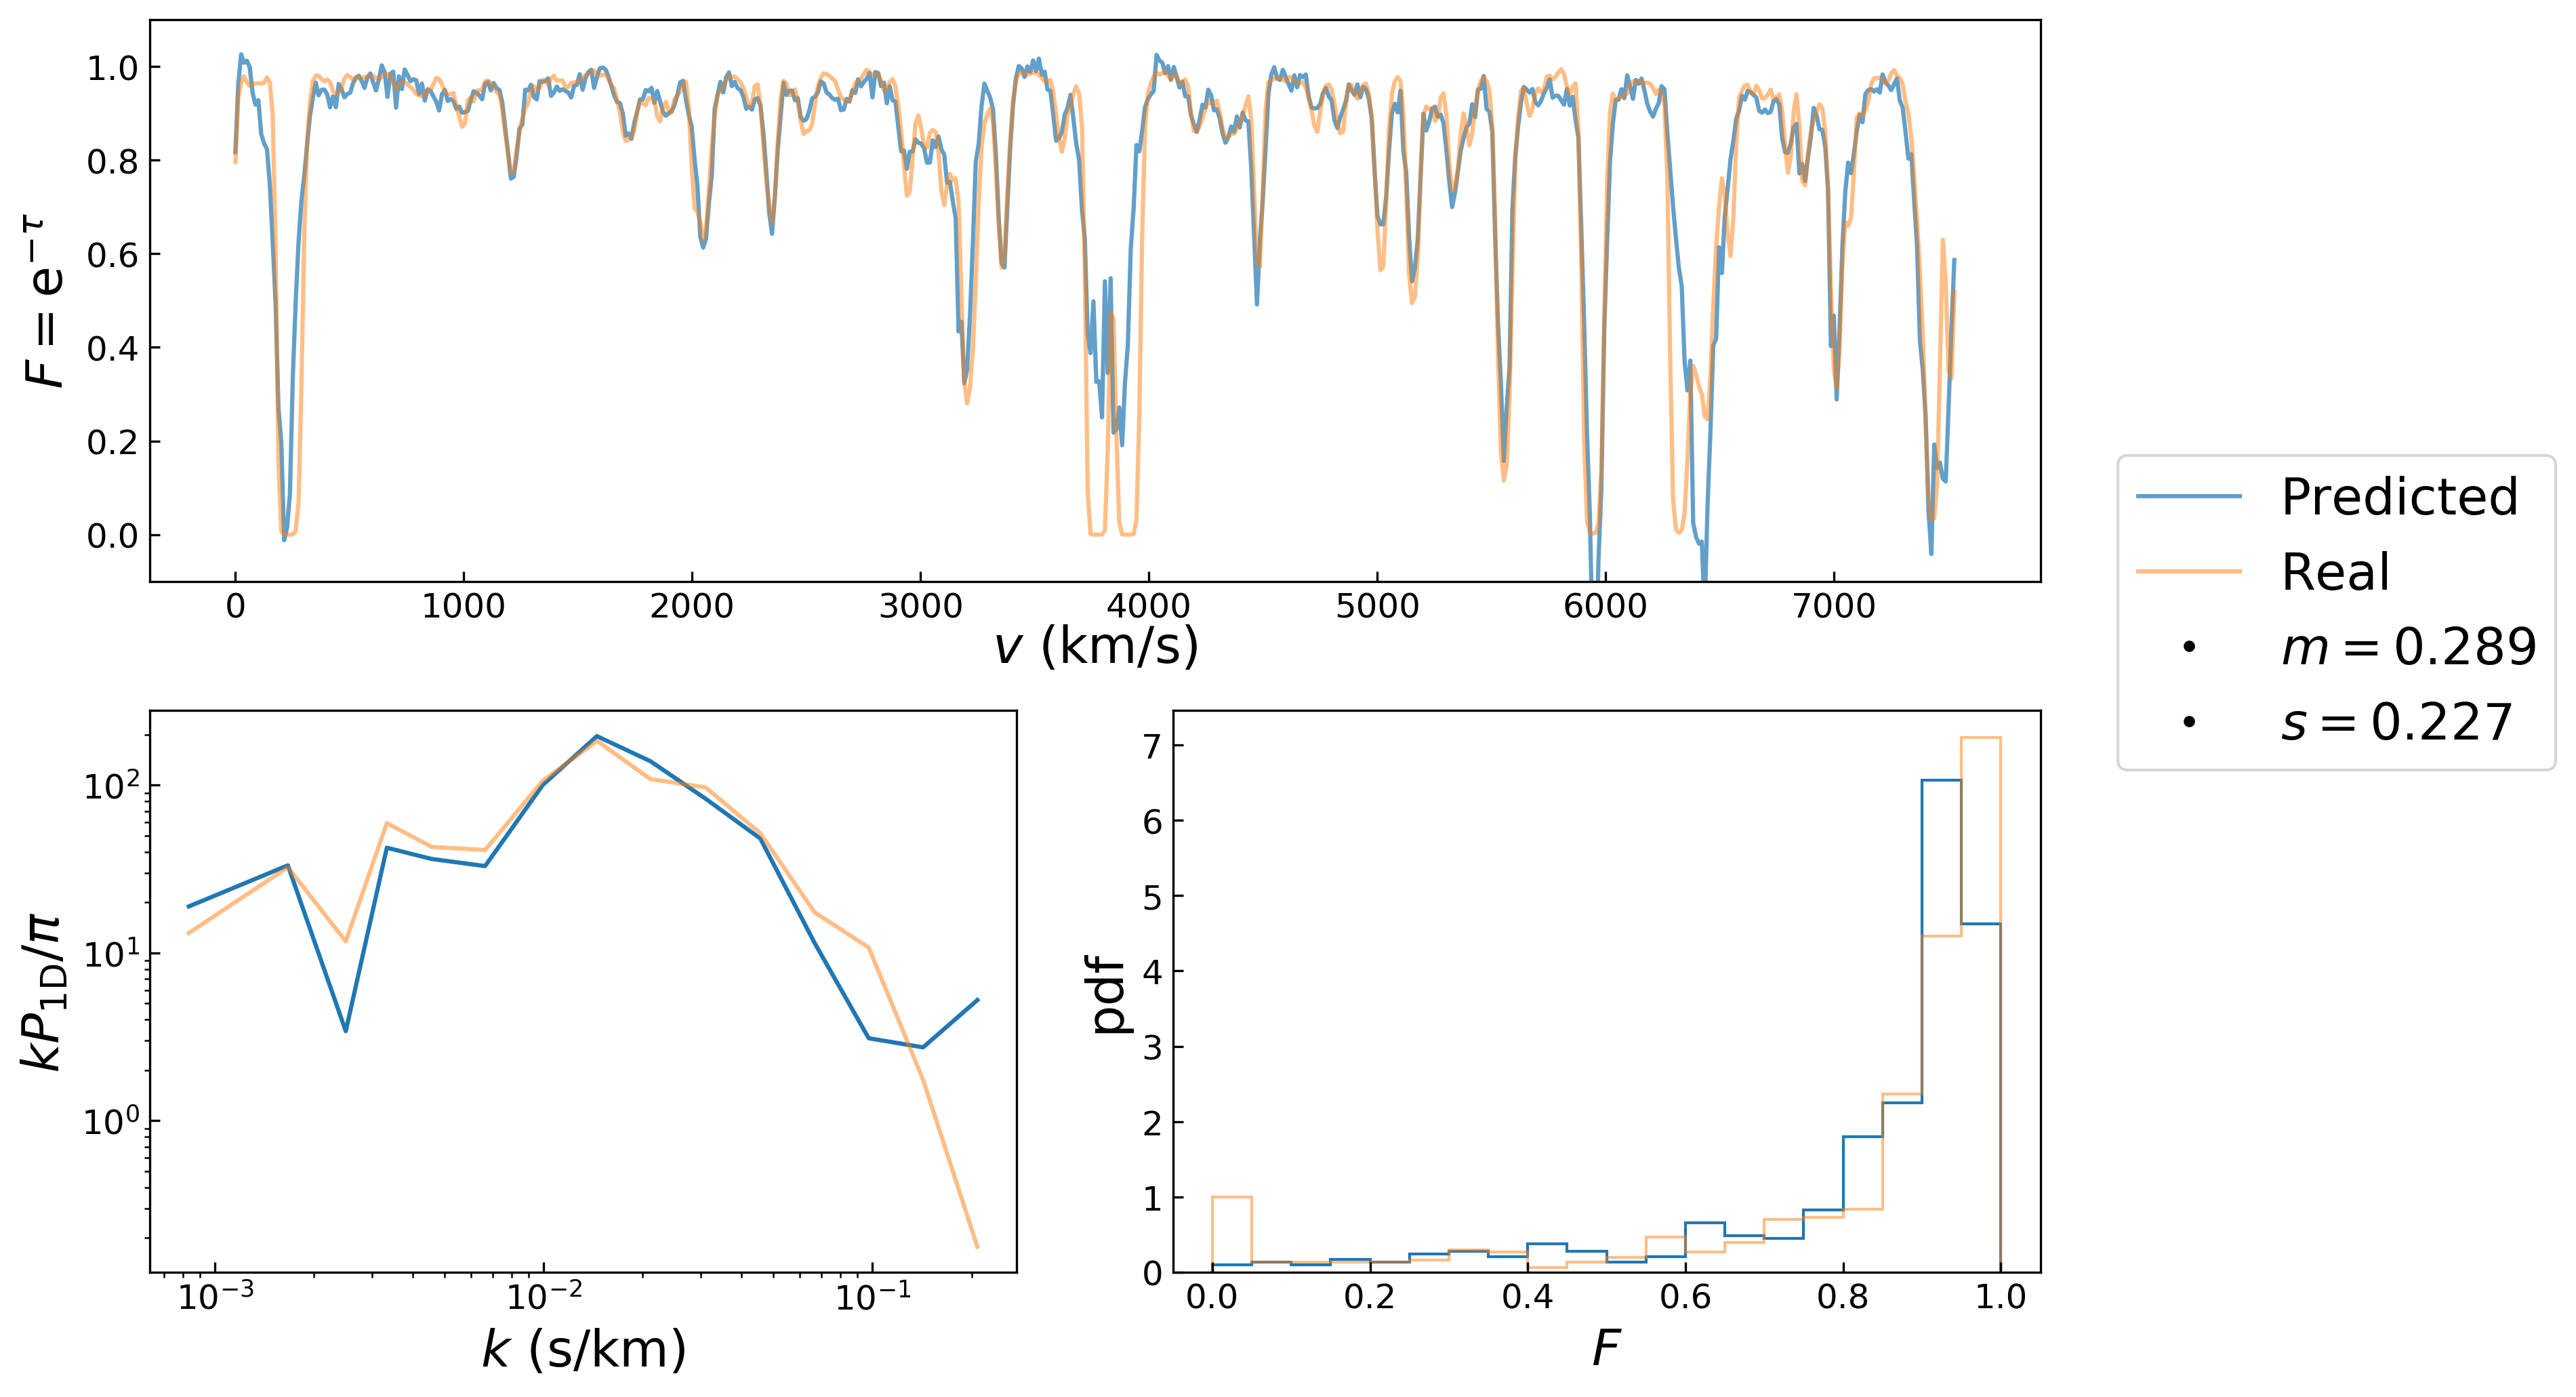 1.0
0.8
0.6
0.4
0.2
0.0
F = e^{−τ}
0 1000 2000 3000 4000 5000 6000 7000
v (km/s)
Predicted
Real
m = 0.289
s = 0.227
10^2
10^1
10^0
kP_{1D}/π
10^{−3} 10^{−2} 10^{−1}
k (s/km)
7
6
5
4
3
2
1
0
pdf
0.0 0.2 0.4 0.6 0.8 1.0
F